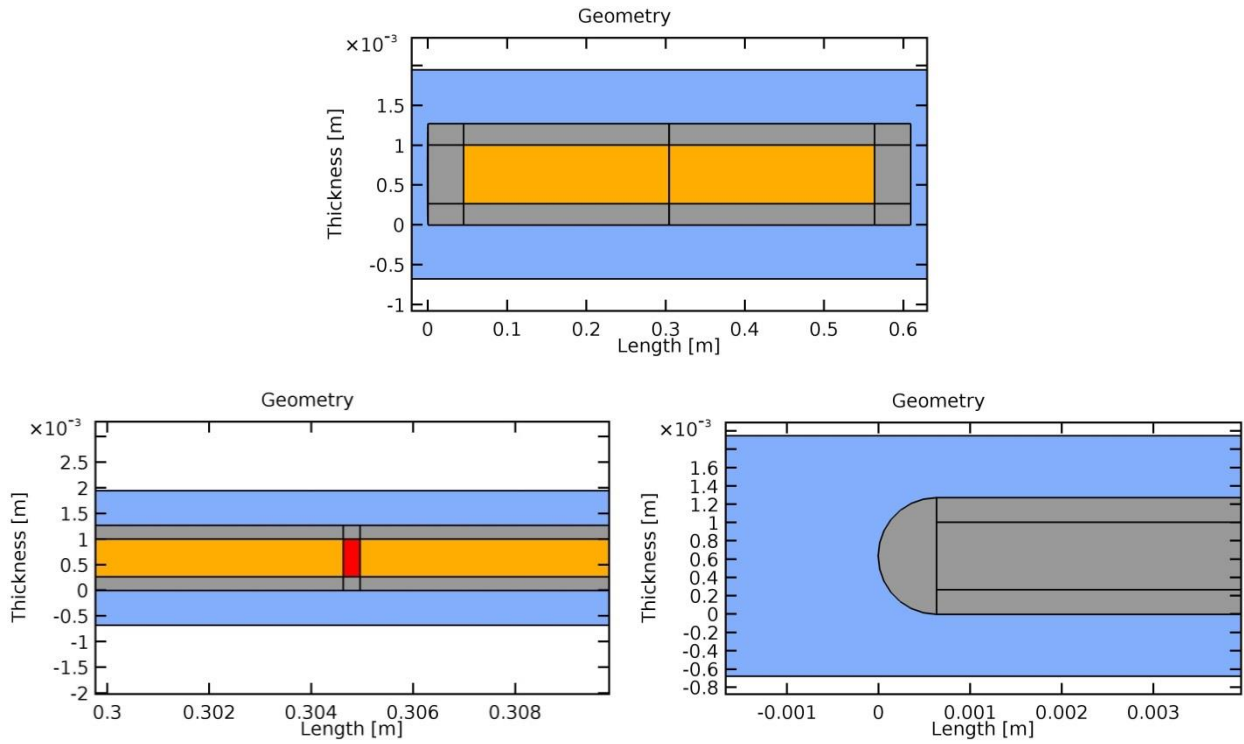 Geometry
×10⁻³
1.5
1
0.5
0
-0.5
-1
Thickness [m]
0 0.1 0.2 0.3 0.4 0.5 0.6
Length [m]
Geometry
×10⁻³
2.5
2
1.5
1
0.5
0
-0.5
-1
-1.5
-2
Thickness [m]
0.3 0.302 0.304 0.306 0.308
Length [m]
Geometry
×10⁻³
1.6
1.4
1.2
1
0.8
0.6
0.4
0.2
0
-0.2
-0.4
-0.6
-0.8
Thickness [m]
-0.001 0 0.001 0.002 0.003
Length [m]